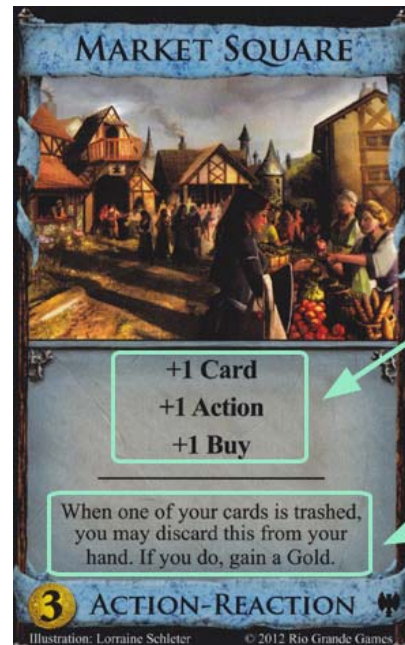 MARKET SQUARE
+1 Card
+1 Action
+1 Buy
When one of your cards is trashed,
you may discard this from your
hand. If you do, gain a Gold.
3 ACTION-REACTION
Illustration: Lorraine Schleter © 2012 Rio Grande Games